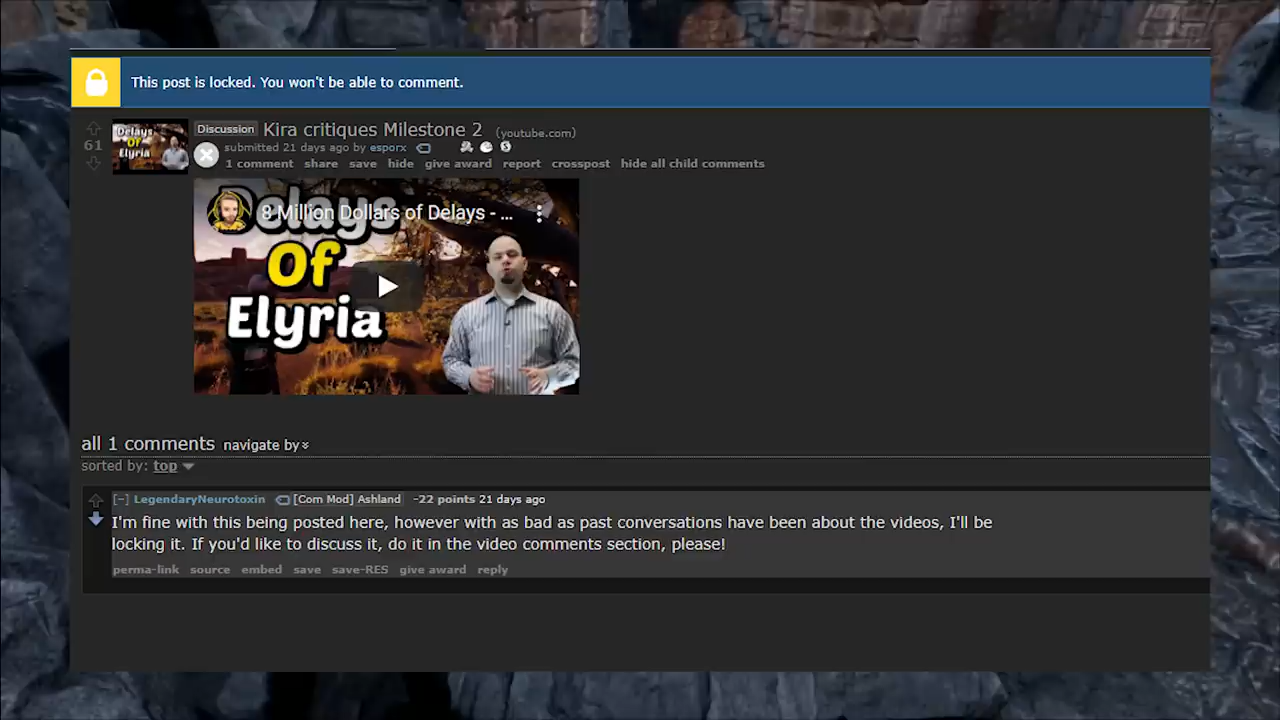 This post is locked. You won't be able to comment.
61
Delays
Of
Elyria
Discussion Kira critiques Milestone 2 (youtube.com)
submitted 21 days ago by esporx
1 comment share save hide give award report crosspost hide all child comments
8 Million Dollars of Delays - ...
Delays
Of
Elyria
all 1 comments navigate by
sorted by: top
[–] LegendaryNeurotoxin [Com Mod] Ashland -22 points 21 days ago
I'm fine with this being posted here, however with as bad as past conversations have been about the videos, I'll be
locking it. If you'd like to discuss it, do it in the video comments section, please!
perma-link source embed save save-RES give award reply